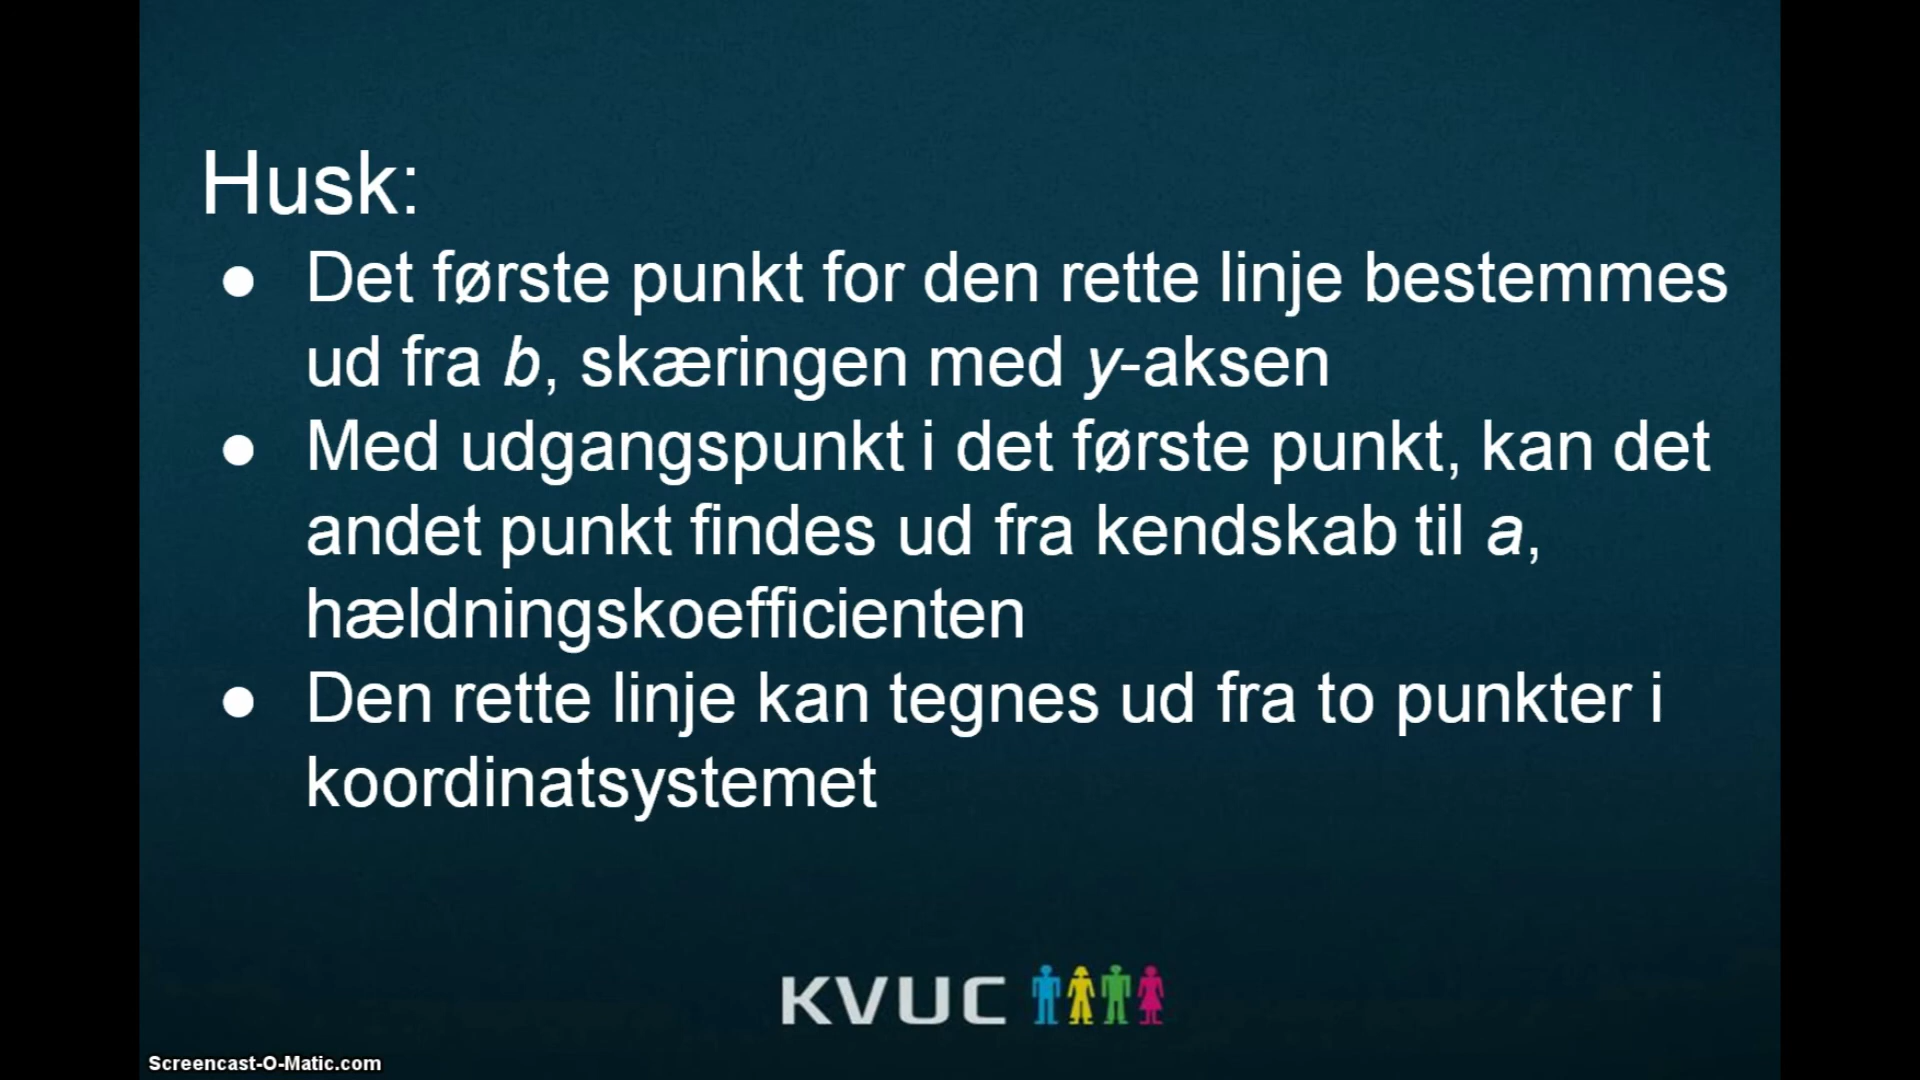 Husk:
● Det første punkt for den rette linje bestemmes
ud fra b, skæringen med y-aksen
● Med udgangspunkt i det første punkt, kan det
andet punkt findes ud fra kendskab til a,
hældningskoefficienten
● Den rette linje kan tegnes ud fra to punkter i
koordinatsystemet
KVUC
Screencast-O-Matic.com